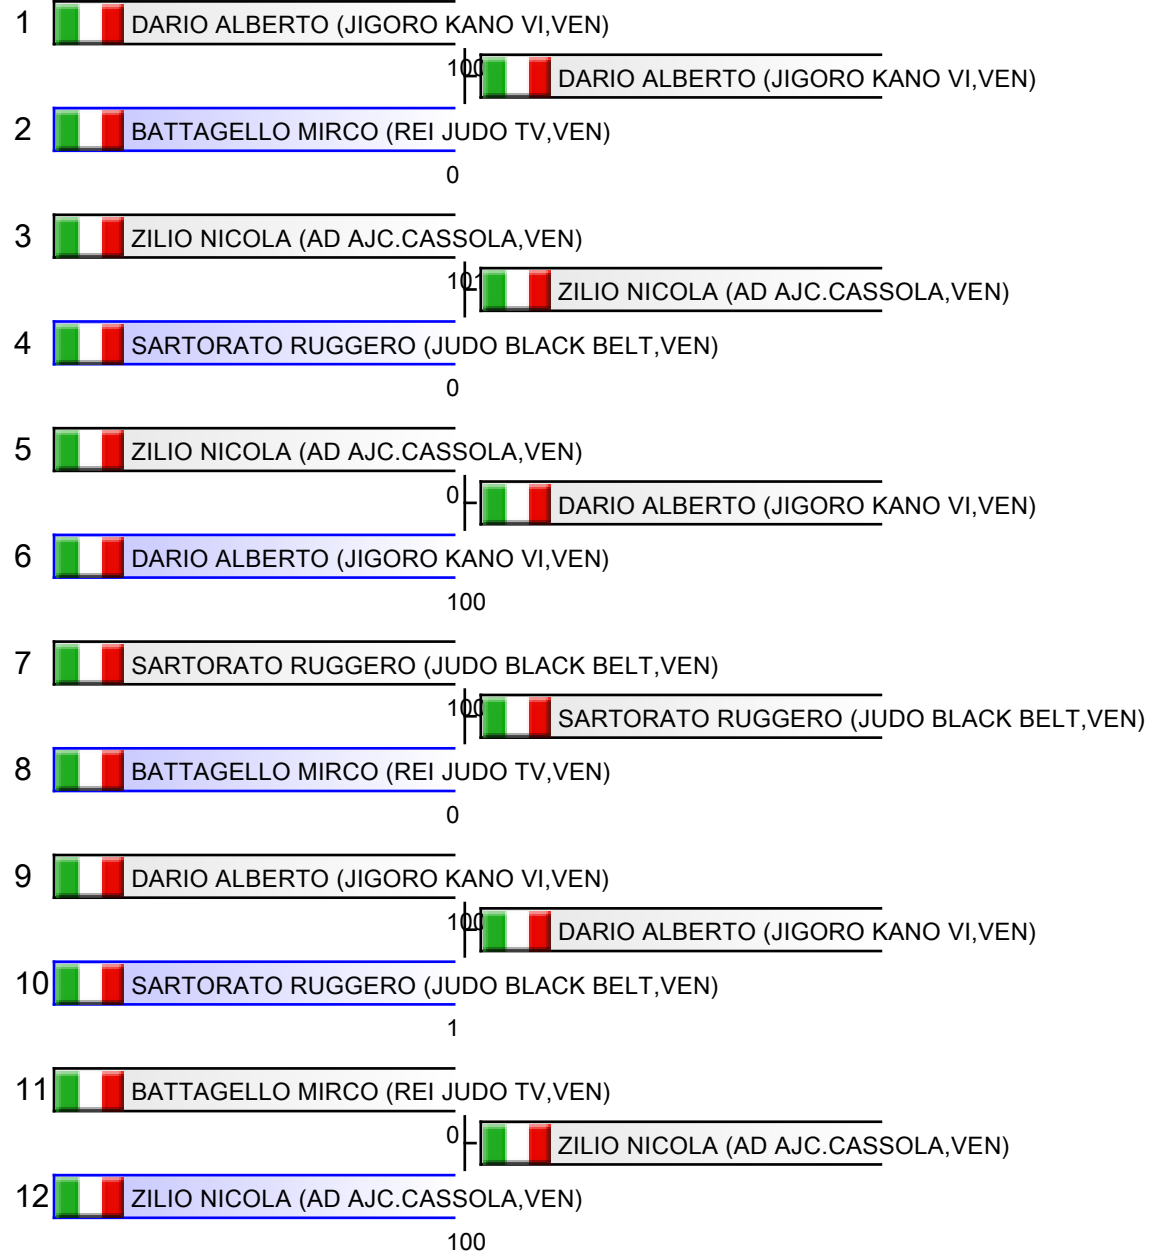 1 DARIO ALBERTO (JIGORO KANO VI,VEN)
100 DARIO ALBERTO (JIGORO KANO VI,VEN)
2 BATTAGELLO MIRCO (REI JUDO TV,VEN)
0
3 ZILIO NICOLA (AD AJC.CASSOLA,VEN)
101 ZILIO NICOLA (AD AJC.CASSOLA,VEN)
4 SARTORATO RUGGERO (JUDO BLACK BELT,VEN)
0
5 ZILIO NICOLA (AD AJC.CASSOLA,VEN)
0 DARIO ALBERTO (JIGORO KANO VI,VEN)
6 DARIO ALBERTO (JIGORO KANO VI,VEN)
100
7 SARTORATO RUGGERO (JUDO BLACK BELT,VEN)
100 SARTORATO RUGGERO (JUDO BLACK BELT,VEN)
8 BATTAGELLO MIRCO (REI JUDO TV,VEN)
0
9 DARIO ALBERTO (JIGORO KANO VI,VEN)
100 DARIO ALBERTO (JIGORO KANO VI,VEN)
10 SARTORATO RUGGERO (JUDO BLACK BELT,VEN)
1
11 BATTAGELLO MIRCO (REI JUDO TV,VEN)
0 ZILIO NICOLA (AD AJC.CASSOLA,VEN)
12 ZILIO NICOLA (AD AJC.CASSOLA,VEN)
100